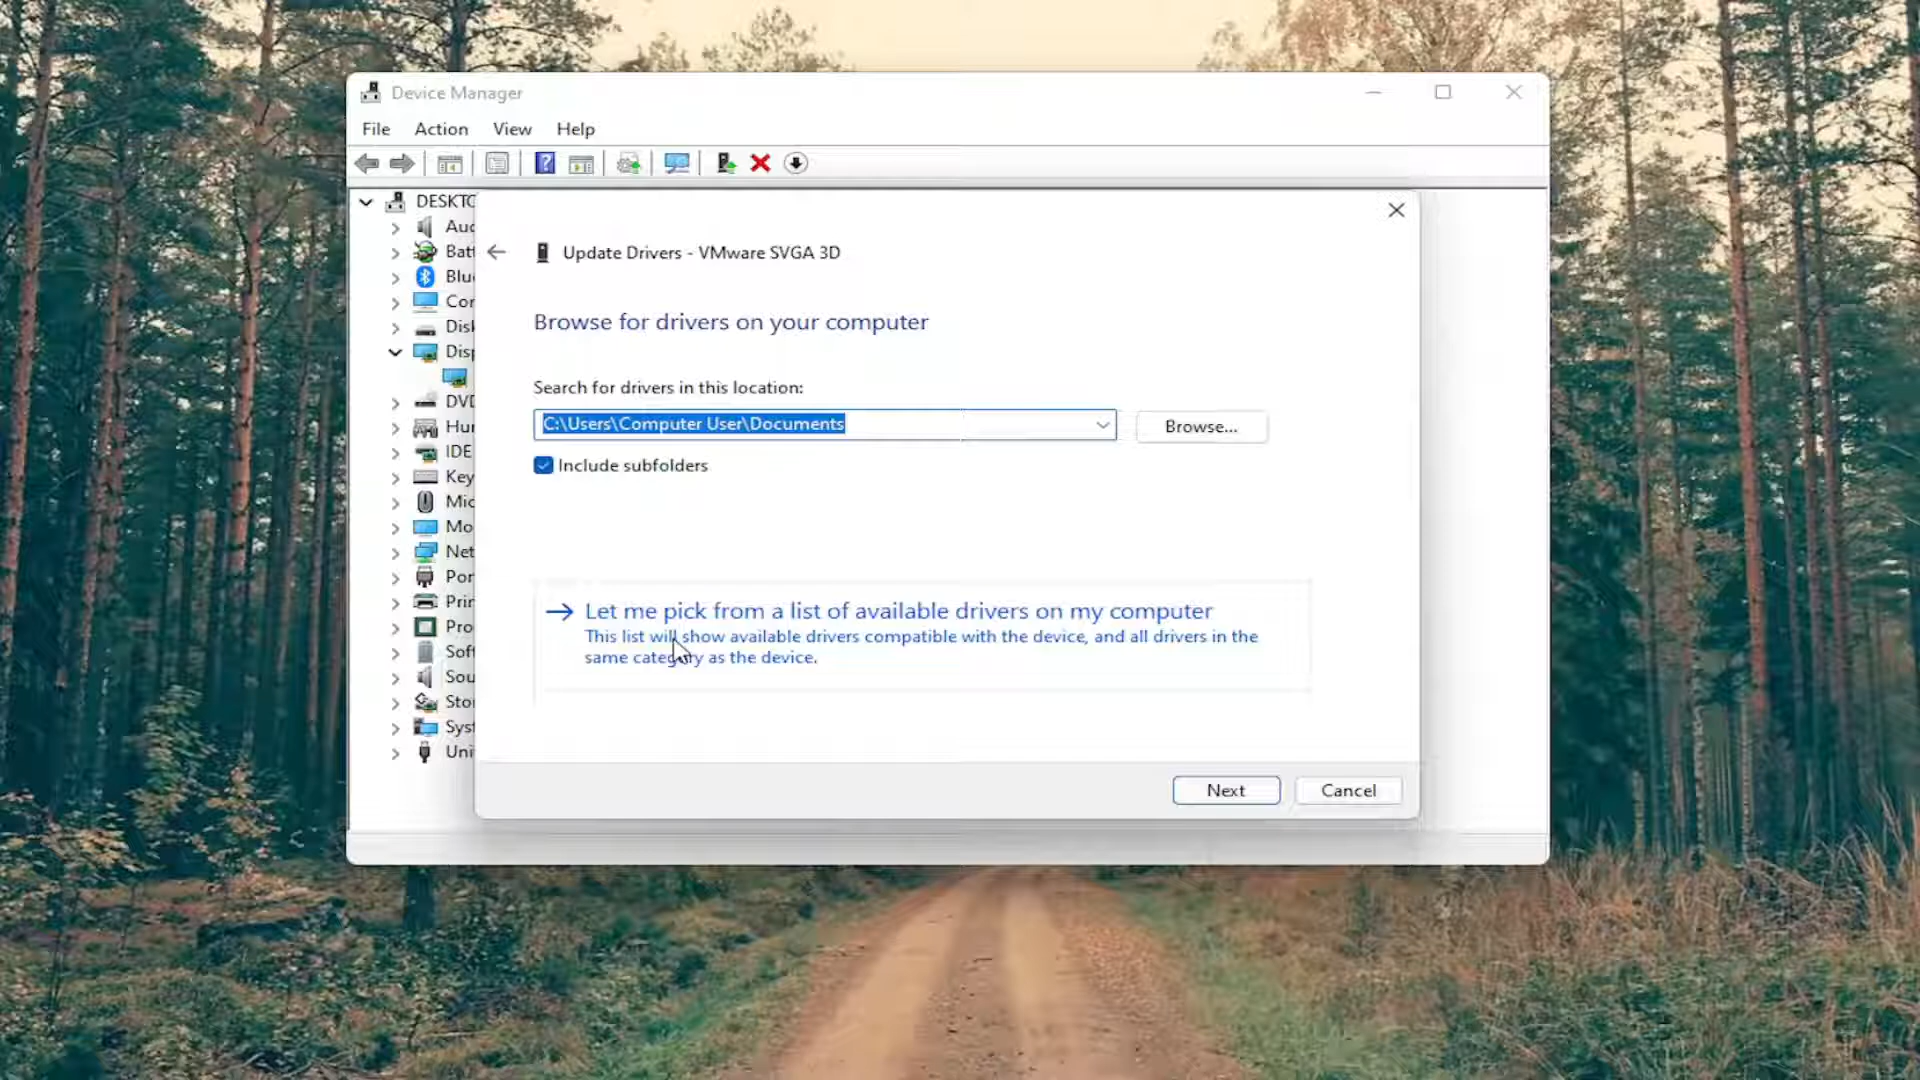 Device Manager
File Action View Help
DESKTO
Aud
Batt
Update Drivers - VMware SVGA 3D
Blu
Cor
Browse for drivers on your computer
Disk
Disp
Search for drivers in this location:
DVD
C:\Users\Computer User\Documents
Browse...
Hur
IDE
Include subfolders
Key
Mic
Mo
Net
Por
Prin
Let me pick from a list of available drivers on my computer
Pro
This list will show available drivers compatible with the device, and all drivers in the
Soft
same category as the device.
Sou
Stor
Syst
Uni
Next Cancel